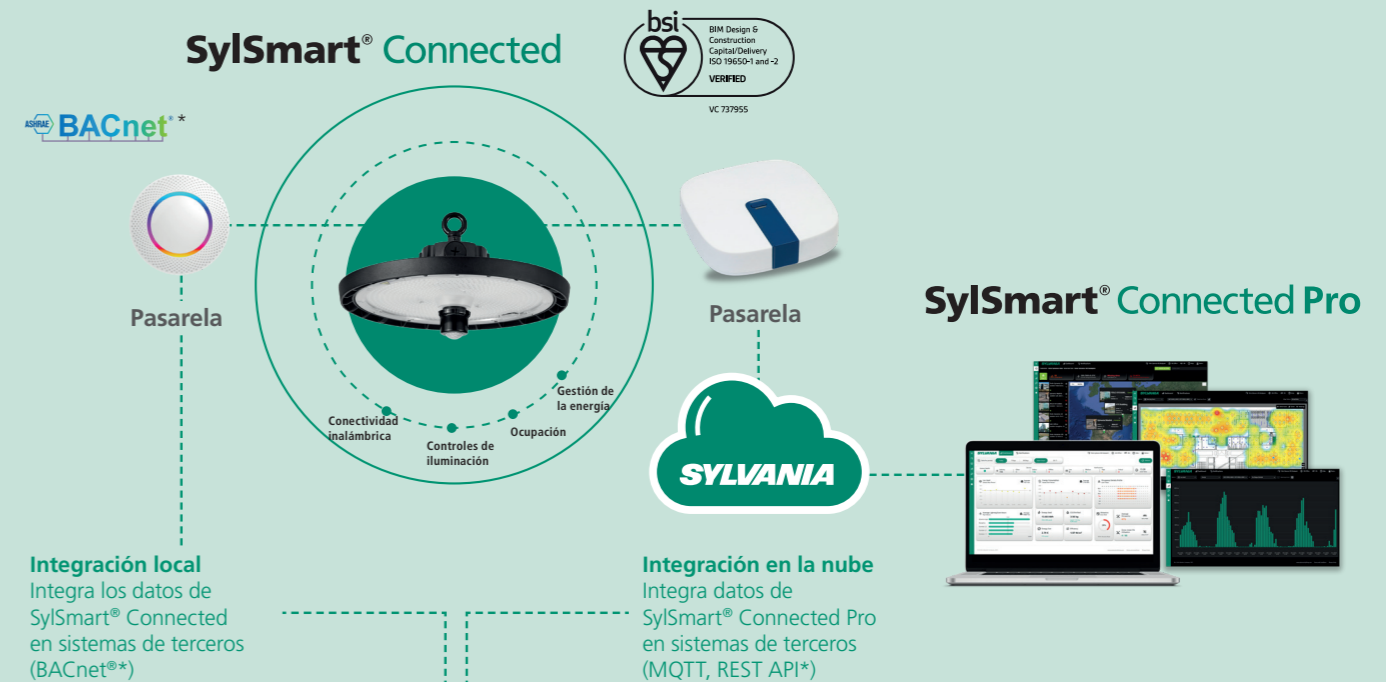 SylSmart® Connected
bsi
BIM Design &
Construction
Capital/Delivery
ISO 19650-1 and -2
VERIFIED
VC 737955
ASHRAE BACnet®*
Pasarela
Pasarela
Gestión de
la energía
Conectividad
inalámbrica
Controles de
iluminación
Ocupación
SYLVANIA
SylSmart® Connected Pro
Integración local
Integra los datos de
SylSmart® Connected
en sistemas de terceros
(BACnet®*)
Integración en la nube
Integra datos de
SylSmart® Connected Pro
en sistemas de terceros
(MQTT, REST API*)